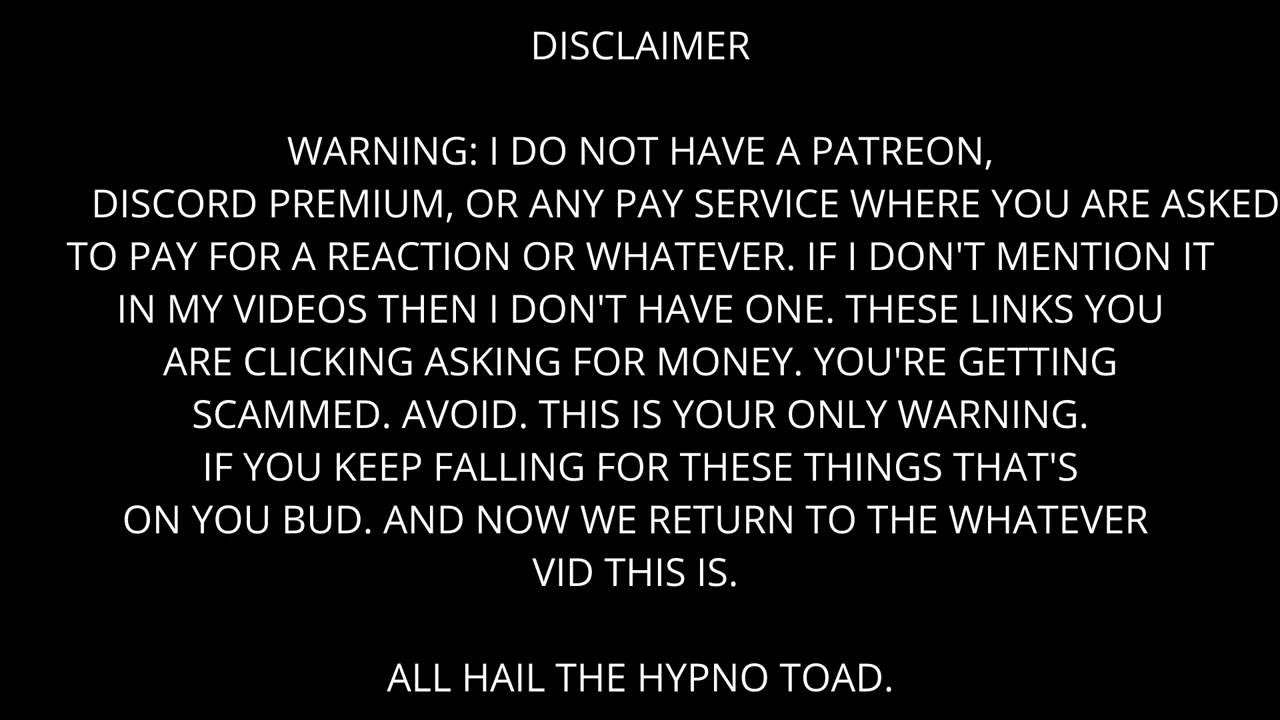 DISCLAIMER
WARNING: I DO NOT HAVE A PATREON,
DISCORD PREMIUM, OR ANY PAY SERVICE WHERE YOU ARE ASKED
TO PAY FOR A REACTION OR WHATEVER. IF I DON'T MENTION IT
IN MY VIDEOS THEN I DON'T HAVE ONE. THESE LINKS YOU
ARE CLICKING ASKING FOR MONEY. YOU'RE GETTING
SCAMMED. AVOID. THIS IS YOUR ONLY WARNING.
IF YOU KEEP FALLING FOR THESE THINGS THAT'S
ON YOU BUD. AND NOW WE RETURN TO THE WHATEVER
VID THIS IS.
ALL HAIL THE HYPNO TOAD.